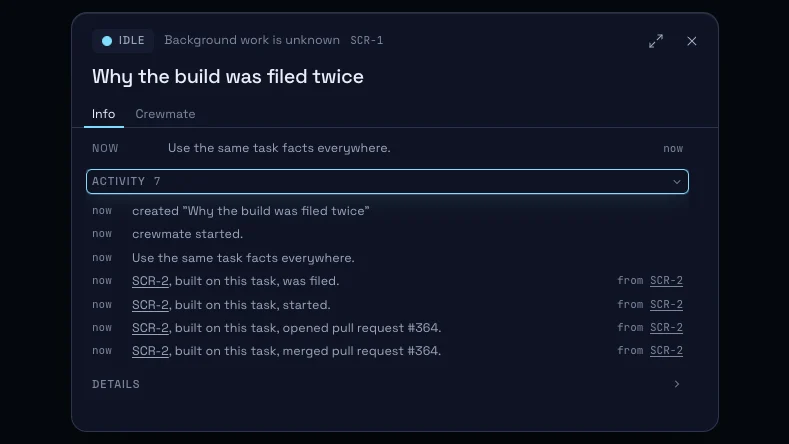 IDLE Background work is unknown SCR-1
Why the build was filed twice
Info Crewmate
NOW Use the same task facts everywhere. now
ACTIVITY 7
now created "Why the build was filed twice"
now crewmate started.
now Use the same task facts everywhere.
now SCR-2, built on this task, was filed. from SCR-2
now SCR-2, built on this task, started. from SCR-2
now SCR-2, built on this task, opened pull request #364. from SCR-2
now SCR-2, built on this task, merged pull request #364. from SCR-2
DETAILS